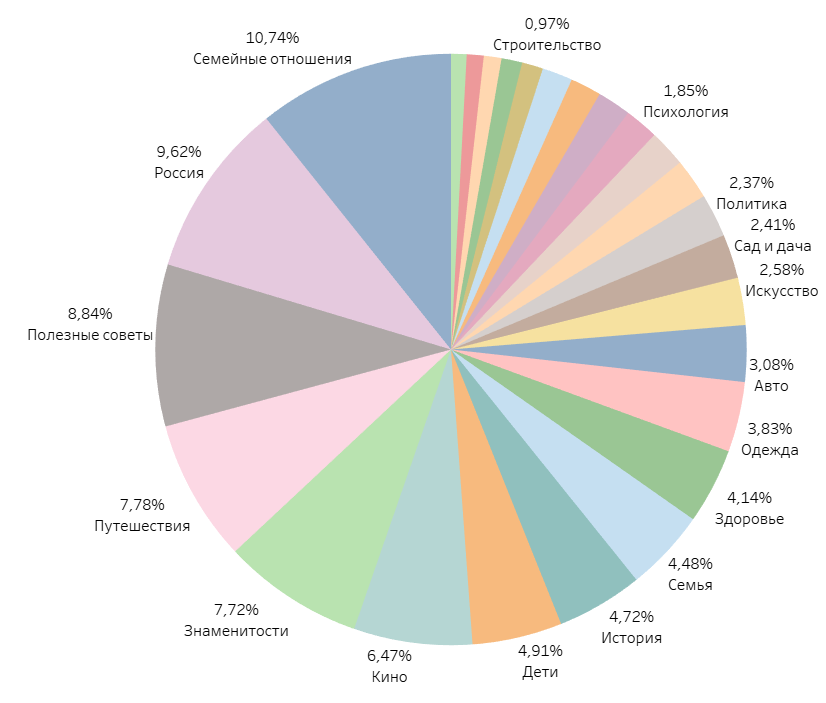 0,97%
Строительство
1,85%
Психология
2,37%
Политика
2,41%
Сад и дача
2,58%
Искусство
3,08%
Авто
3,83%
Одежда
4,14%
Здоровье
4,48%
Семья
4,72%
История
4,91%
Дети
6,47%
Кино
7,72%
Знаменитости
7,78%
Путешествия
8,84%
Полезные советы
9,62%
Россия
10,74%
Семейные отношения